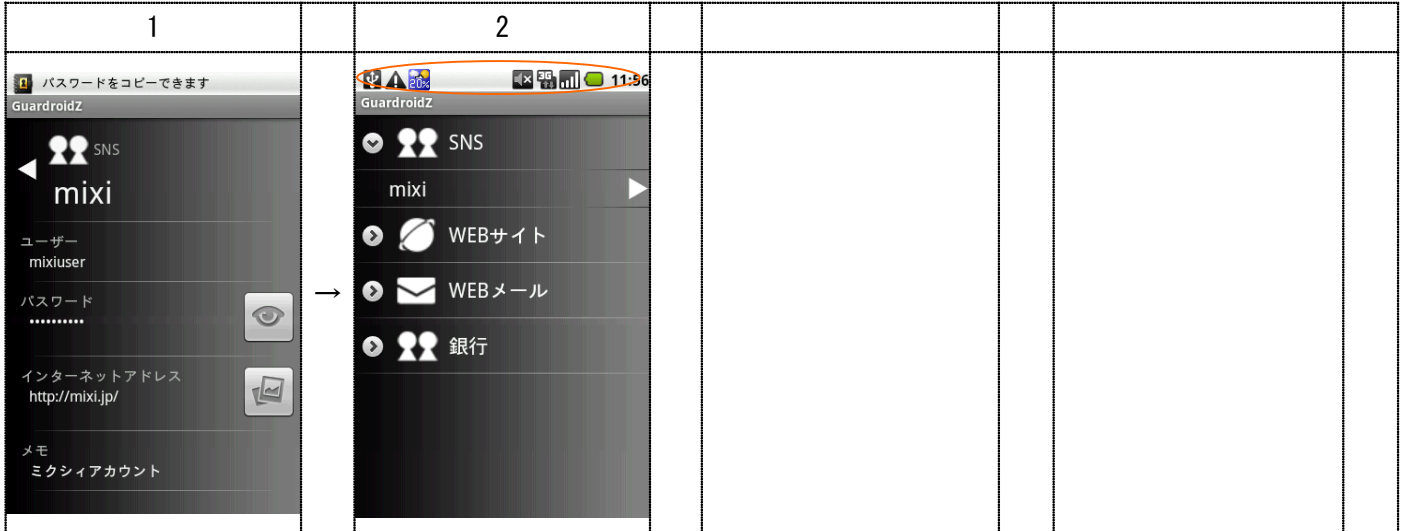 1
2
パスワードをコピーできます
GuardroidZ
SNS
mixi
ユーザー
mixiuser
パスワード
••••••••••
インターネットアドレス
http://mixi.jp/
メモ
ミクシィアカウント
→
20%
3G
11:56
GuardroidZ
SNS
mixi
WEBサイト
WEBメール
銀行